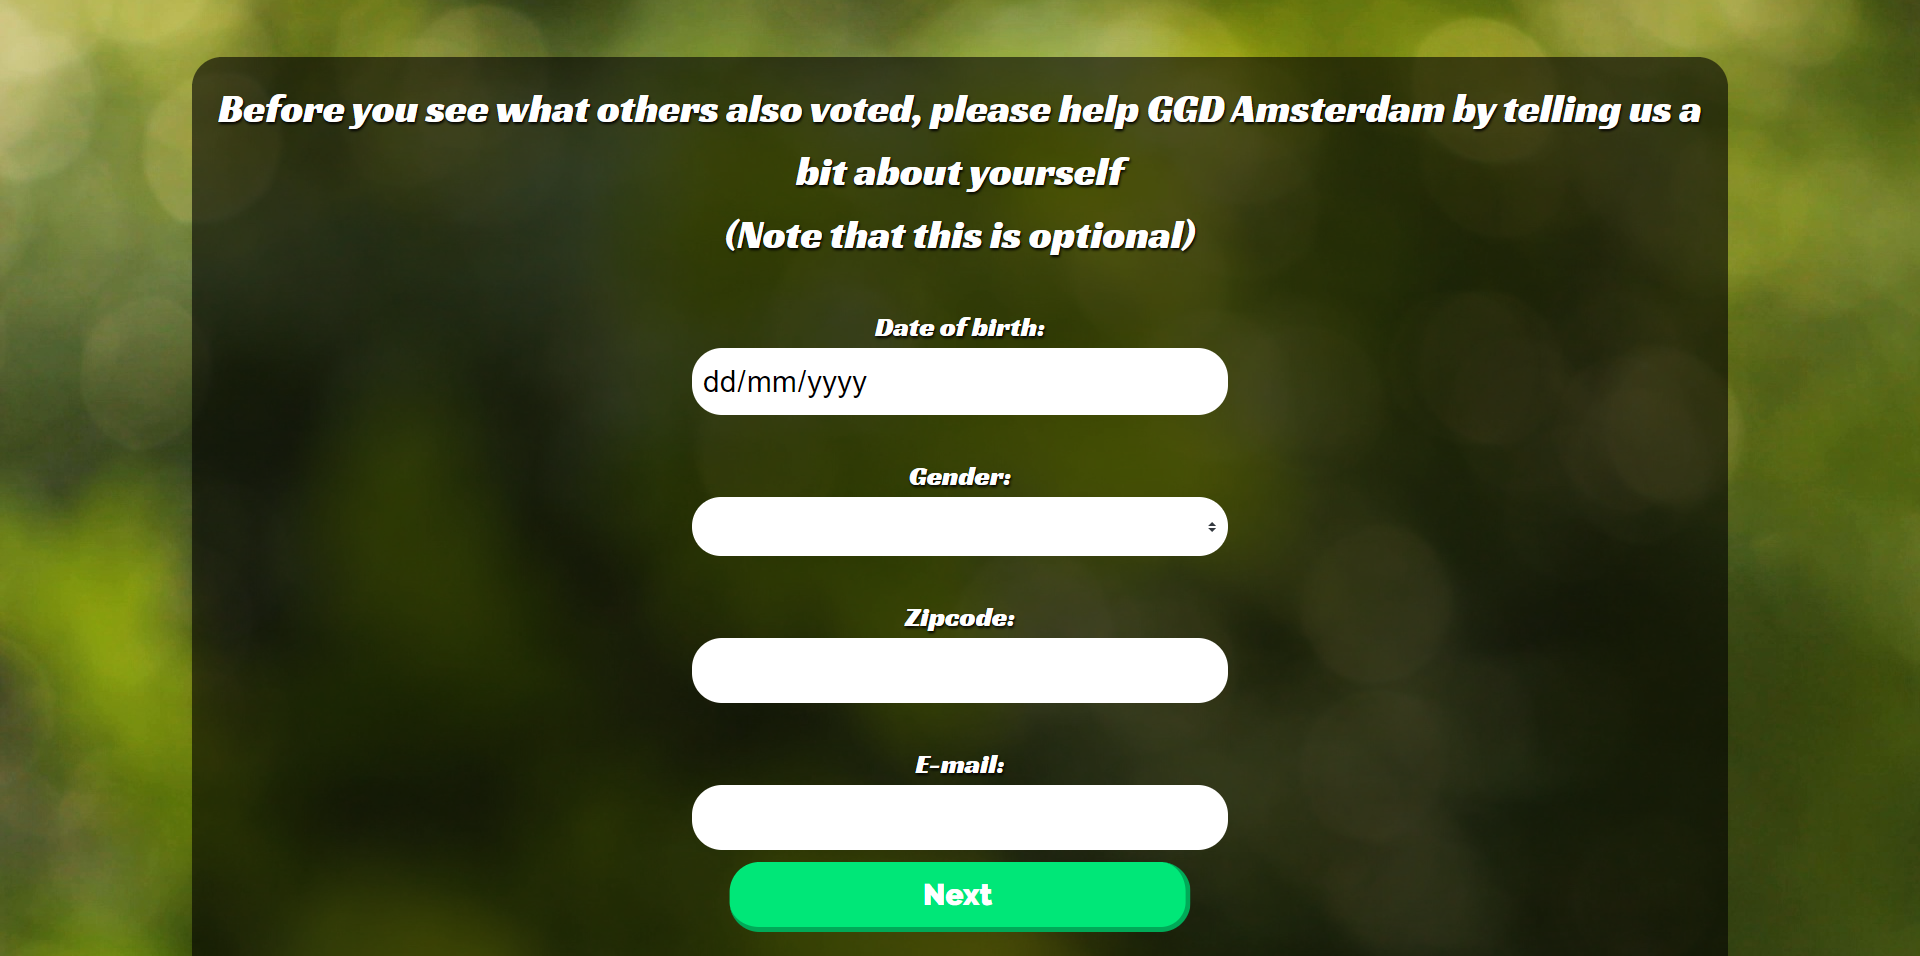 Before you see what others also voted, please help GGD Amsterdam by telling us a
bit about yourself
(Note that this is optional)
Date of birth:
dd/mm/yyyy
Gender:
Zipcode:
E-mail:
Next